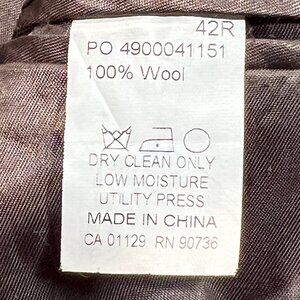 42R
PO 4900041151
100% Wool
DRY CLEAN ONLY
LOW MOISTURE
UTILITY PRESS
MADE IN CHINA
CA 01129 RN 90736